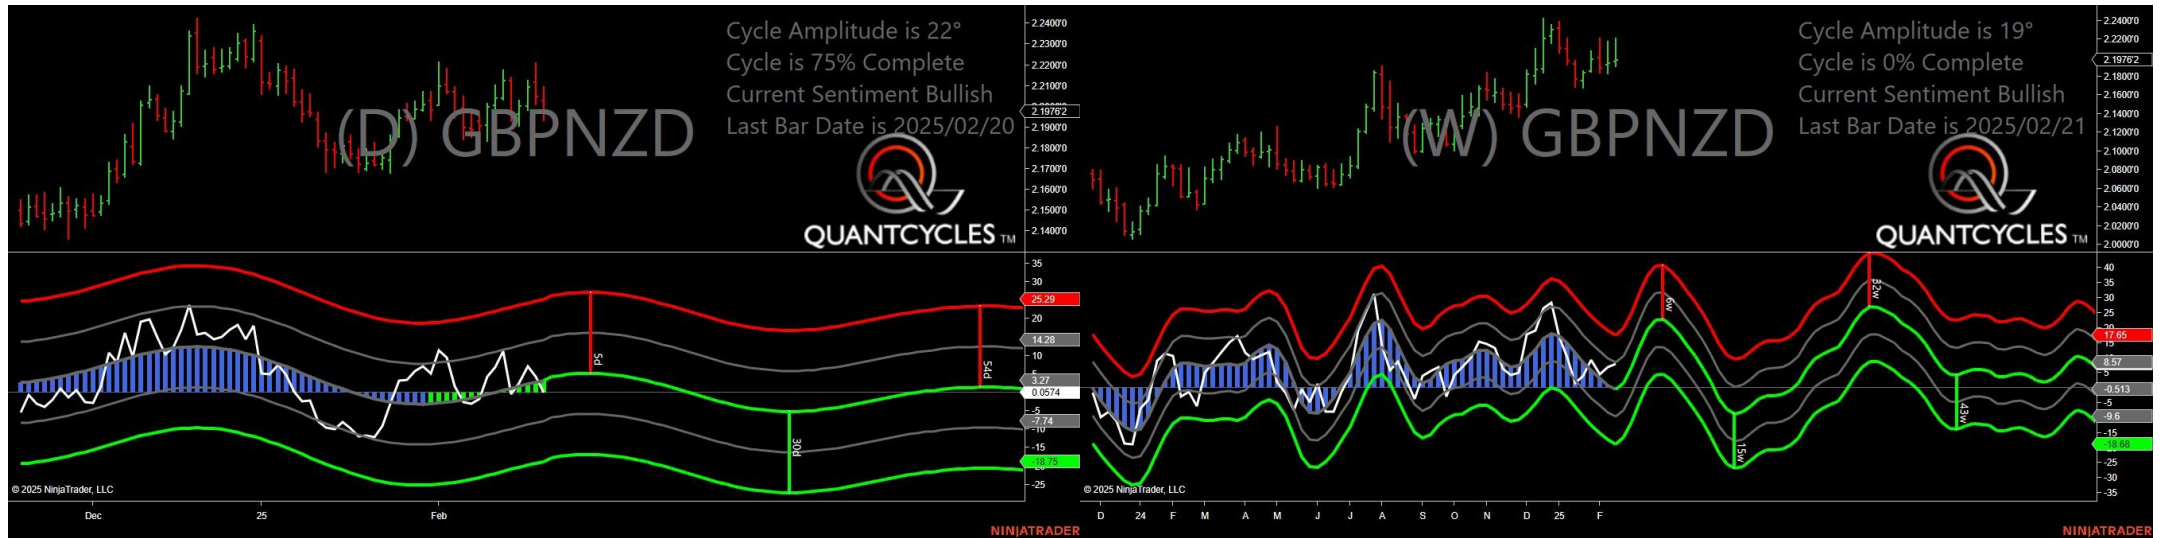 Cycle Amplitude is 22°
Cycle is 75% Complete
Current Sentiment Bullish
Last Bar Date is 2025/02/20
(D) GBPNZD
QUANTCYCLES TM
2.2400'0
2.2300'0
2.2200'0
2.2100'0
2.1976'2
2.1900'0
2.1800'0
2.1700'0
2.1600'0
2.1500'0
2.1400'0
35
30
25.29
20
14.28
10
5
3.27
0.0574
-5
-7.74
-10
-15
-18.75
-25
5d
30d
54d
© 2025 NinjaTrader, LLC
Dec
25
Feb
NINJATRADER
Cycle Amplitude is 19°
Cycle is 0% Complete
Current Sentiment Bullish
Last Bar Date is 2025/02/21
(W) GBPNZD
QUANTCYCLES TM
2.2400'0
2.2200'0
2.1976'2
2.1800'0
2.1600'0
2.1400'0
2.1200'0
2.1000'0
2.0800'0
2.0600'0
2.0400'0
2.0200'0
2.0000'0
40
35
30
25
20
17.65
15
8.57
5
-0.513
-5
-9.6
-15
-18.68
-25
-30
-35
6w
15w
32w
43w
© 2025 NinjaTrader, LLC
D 24 F M A M J J A S O N D 25 F
NINJATRADER